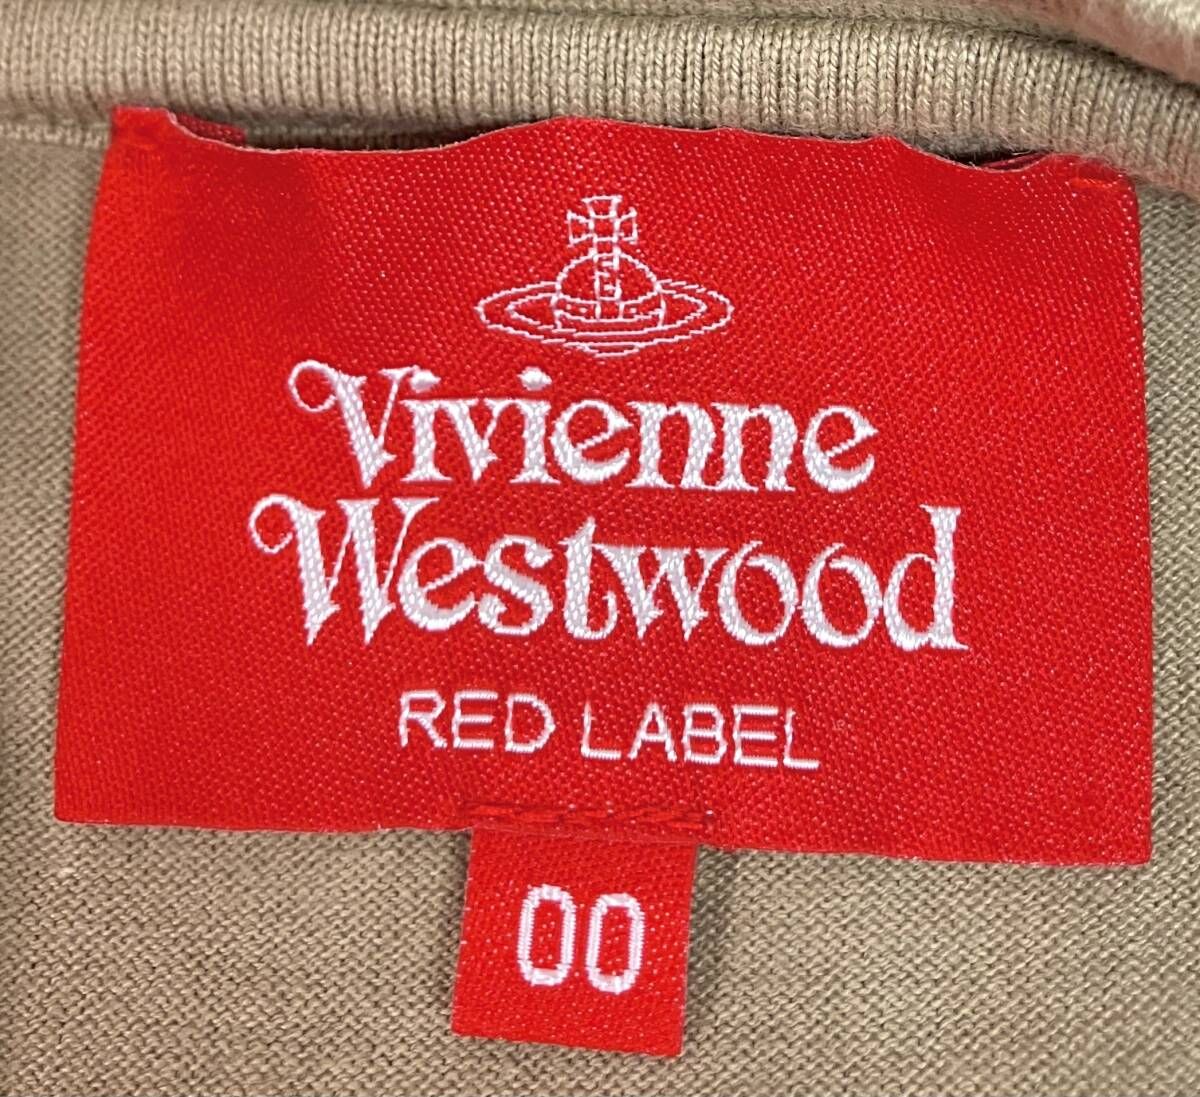 Vivienne
Westwood
RED LABEL
00